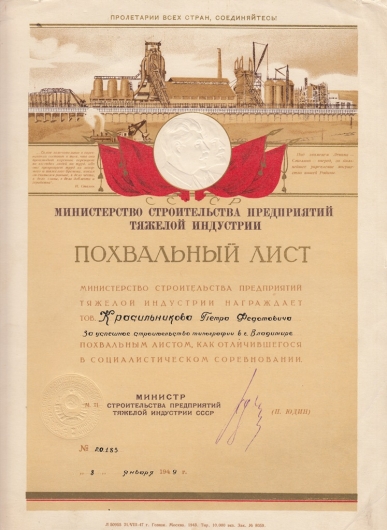 ПРОЛЕТАРИИ ВСЕХ СТРАН, СОЕДИНЯЙТЕСЬ!
СССР
МИНИСТЕРСТВО СТРОИТЕЛЬСТВА ПРЕДПРИЯТИЙ
ТЯЖЕЛОЙ ИНДУСТРИИ
ПОХВАЛЬНЫЙ ЛИСТ
МИНИСТЕРСТВО СТРОИТЕЛЬСТВА ПРЕДПРИЯТИЙ
ТЯЖЕЛОЙ ИНДУСТРИИ НАГРАЖДАЕТ
ТОВ. Красильникова Петра Федотовича
За успешное строительство типографии в г. Владимире
ПОХВАЛЬНЫМ ЛИСТОМ, КАК ОТЛИЧИВШЕГОСЯ
В СОЦИАЛИСТИЧЕСКОМ СОРЕВНОВАНИИ.
МИНИСТР
М. П. СТРОИТЕЛЬСТВА ПРЕДПРИЯТИЙ
ТЯЖЕЛОЙ ИНДУСТРИИ СССР
(П. ЮДИН)
№ 20185
3 января 1949 г.